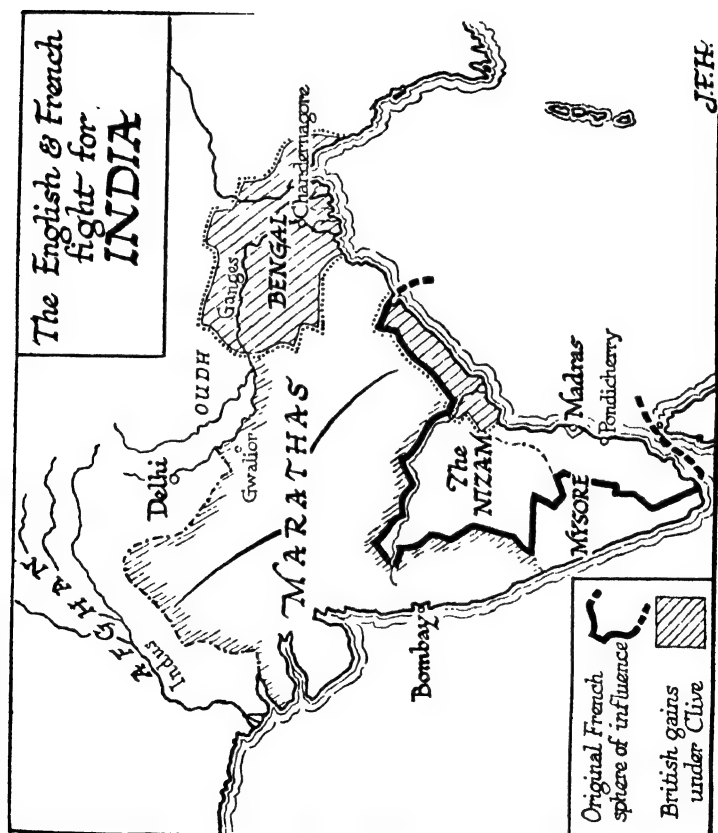 The English & French
fight for
INDIA
AFGHAN
Indus
Delhi
OUDH
Gwalior
Ganges
BENGAL
Chandernagore
MARATHAS
Bombay
The
NIZAM
MYSORE
Madras
Pondicherry
Original French
sphere of influence
British gains
under Clive
J.F.H.